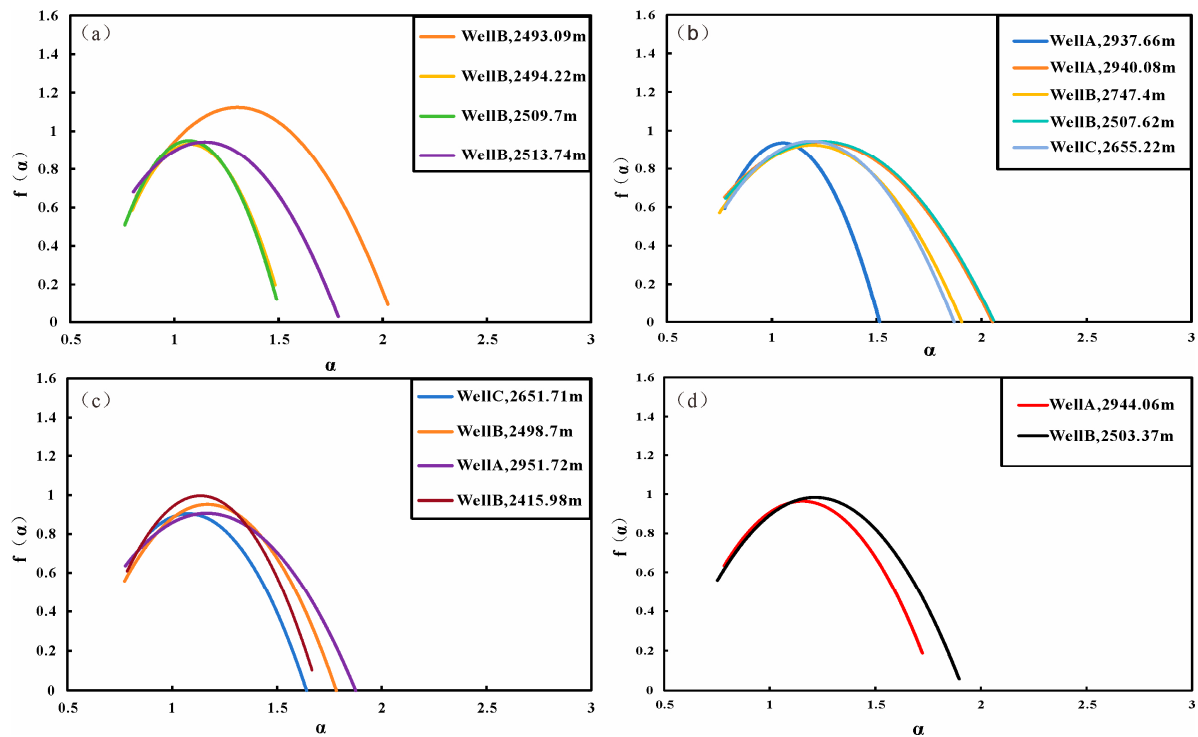 (a)
f（α）
1.6
1.4
1.2
1
0.8
0.6
0.4
0.2
0
0.5
1
1.5
2
2.5
3
α
WellB,2493.09m
WellB,2494.22m
WellB,2509.7m
WellB,2513.74m
(b)
f（α）
1.6
1.4
1.2
1
0.8
0.6
0.4
0.2
0
0.5
1
1.5
2
2.5
3
α
WellA,2937.66m
WellA,2940.08m
WellB,2747.4m
WellB,2507.62m
WellC,2655.22m
(c)
f（α）
1.6
1.4
1.2
1
0.8
0.6
0.4
0.2
0
0.5
1
1.5
2
2.5
3
α
WellC,2651.71m
WellB,2498.7m
WellA,2951.72m
WellB,2415.98m
(d)
f（α）
1.6
1.4
1.2
1
0.8
0.6
0.4
0.2
0
0.5
1
1.5
2
2.5
3
α
WellA,2944.06m
WellB,2503.37m